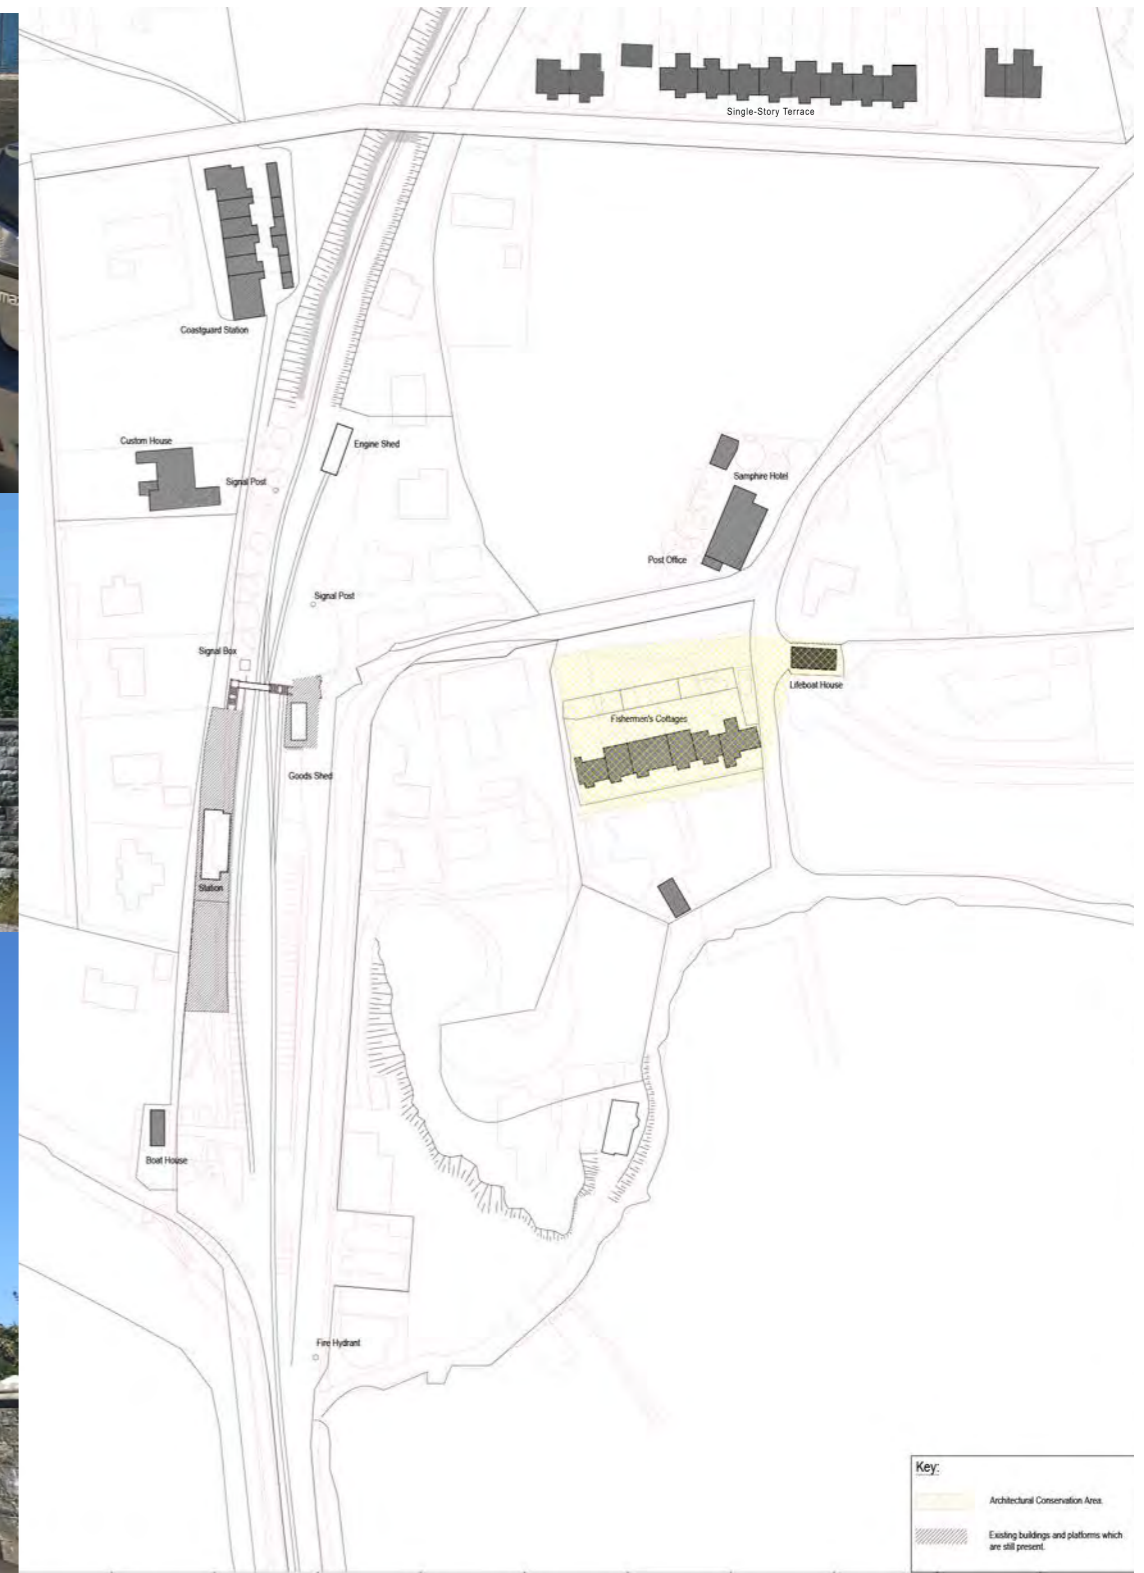 Single-Story Terrace
Coastguard Station
Custom House
Engine Shed
Signal Post
Samphire Hotel
Post Office
Signal Post
Signal Box
Lifeboat House
Fishermen's Cottages
Goods Shed
Station
Boat House
Fire Hydrant
Key:
Architectural Conservation Area.
Existing buildings and platforms which
are still present.